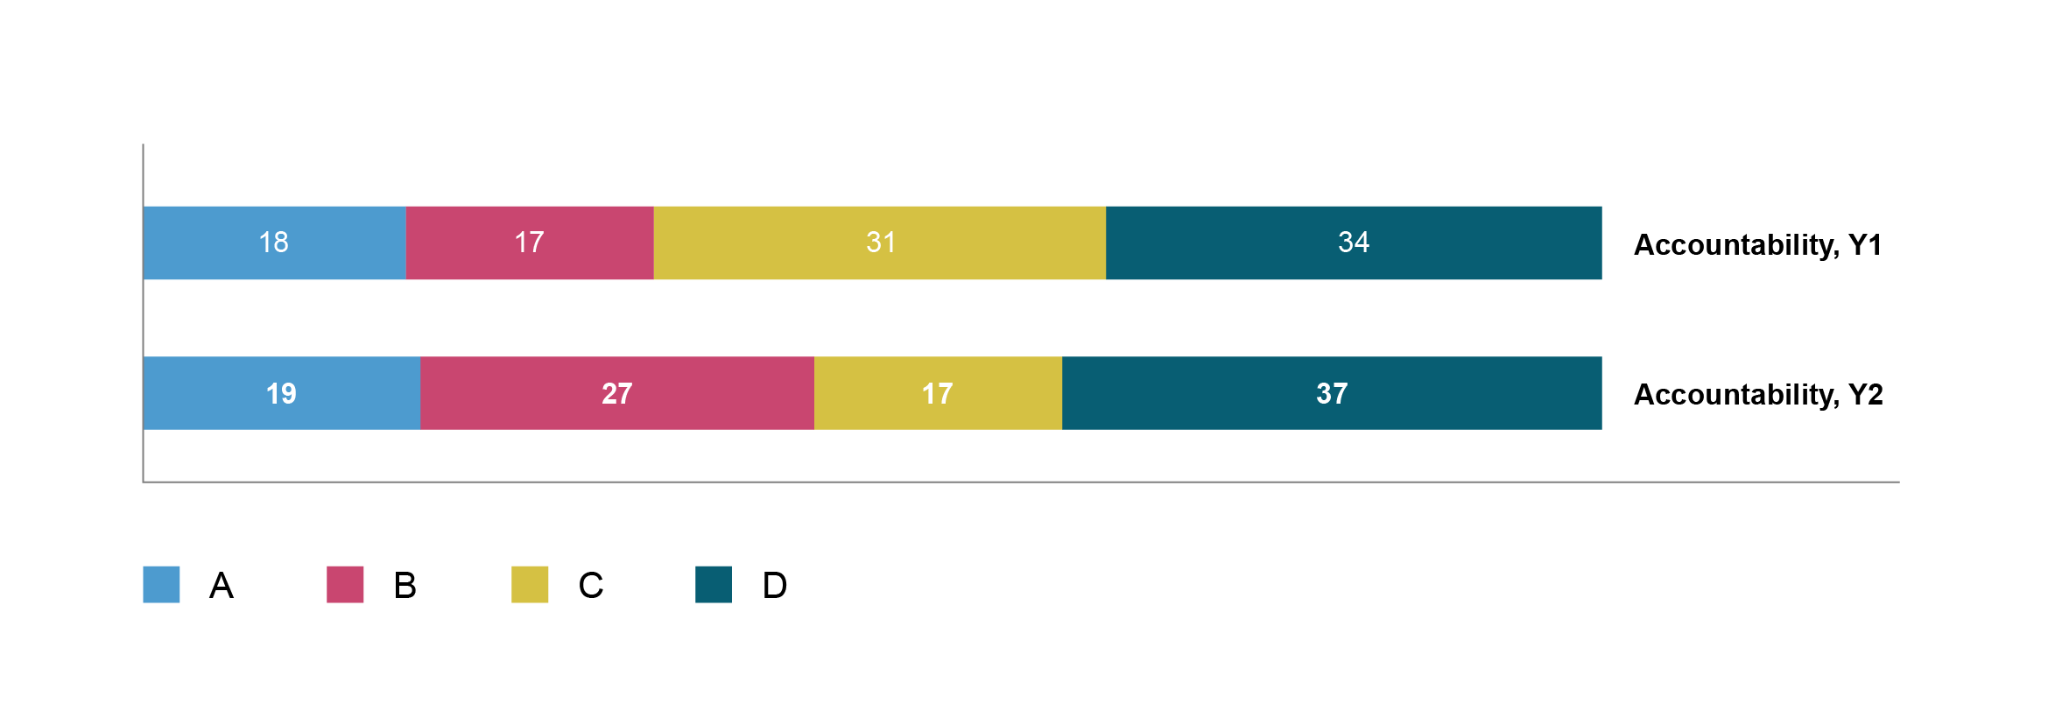 18 17 31 34 Accountability, Y1
19 27 17 37 Accountability, Y2
A B C D